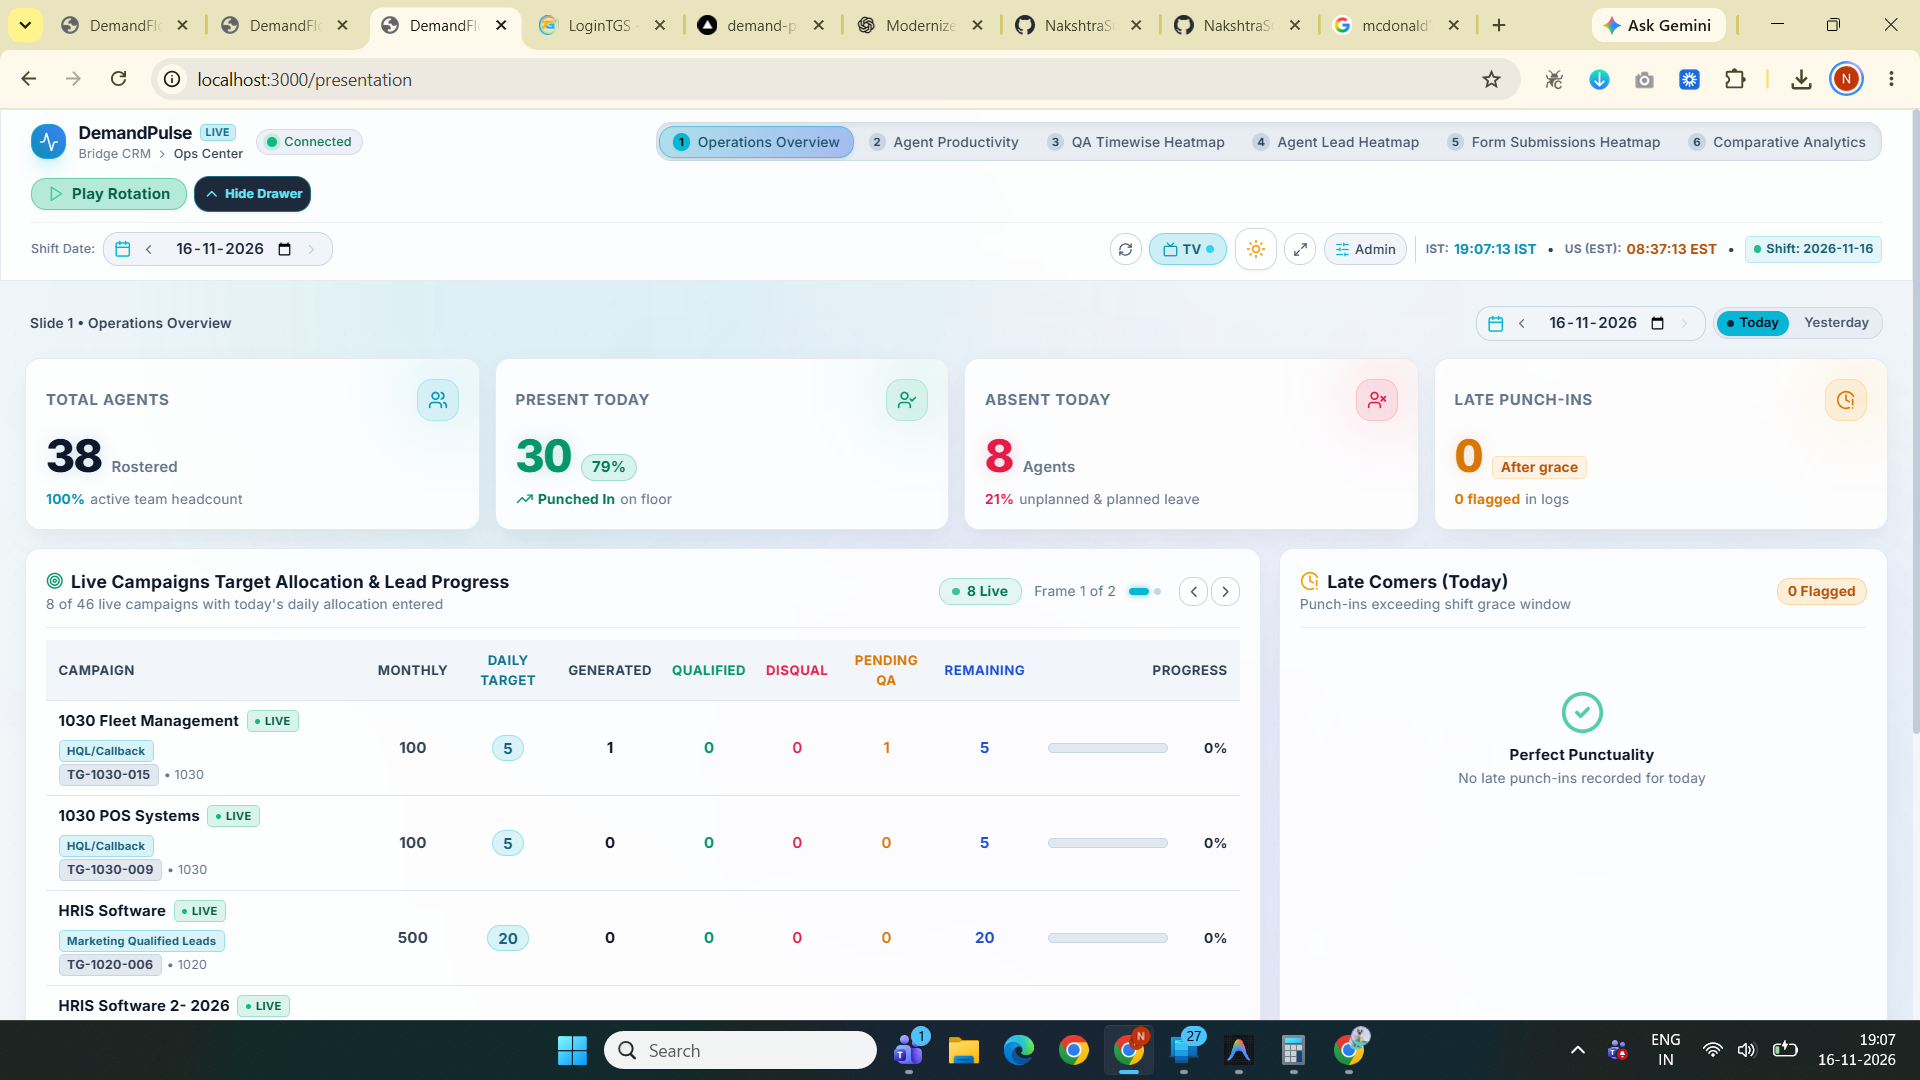 DemandFlo
DemandFlo
DemandFlo
LoginTGS -
demand-p
Modernize
NakshtraS
NakshtraS
mcdonald'
Ask Gemini
localhost:3000/presentation
N
DemandPulse LIVE
Bridge CRM > Ops Center
Connected
1 Operations Overview
2 Agent Productivity
3 QA Timewise Heatmap
4 Agent Lead Heatmap
5 Form Submissions Heatmap
6 Comparative Analytics
Play Rotation
Hide Drawer
Shift Date: 16-11-2026
TV
Admin
IST: 19:07:13 IST • US (EST): 08:37:13 EST • Shift: 2026-11-16
Slide 1 • Operations Overview
16-11-2026
Today
Yesterday
TOTAL AGENTS
38 Rostered
100% active team headcount
PRESENT TODAY
30 79%
Punched In on floor
ABSENT TODAY
8 Agents
21% unplanned & planned leave
LATE PUNCH-INS
0 After grace
0 flagged in logs
Live Campaigns Target Allocation & Lead Progress
8 of 46 live campaigns with today's daily allocation entered
8 Live
Frame 1 of 2
CAMPAIGN MONTHLY DAILY TARGET GENERATED QUALIFIED DISQUAL PENDING QA REMAINING PROGRESS
1030 Fleet Management LIVE
HQL/Callback
TG-1030-015 • 1030
100 5 1 0 0 1 5 0%
1030 POS Systems LIVE
HQL/Callback
TG-1030-009 • 1030
100 5 0 0 0 0 5 0%
HRIS Software LIVE
Marketing Qualified Leads
TG-1020-006 • 1020
500 20 0 0 0 0 20 0%
HRIS Software 2- 2026 LIVE
Late Comers (Today)
Punch-ins exceeding shift grace window
0 Flagged
Perfect Punctuality
No late punch-ins recorded for today
Search
1
N
27
ENG
IN
19:07
16-11-2026